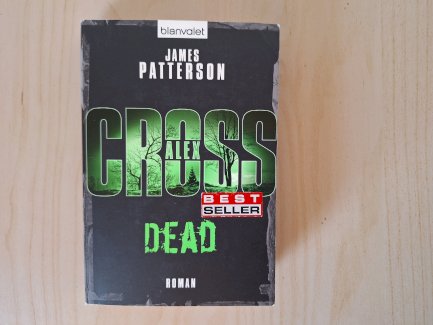 blanvalet
JAMES
PATTERSON
CROSS
ALEX
BEST
SELLER
DEAD
ROMAN